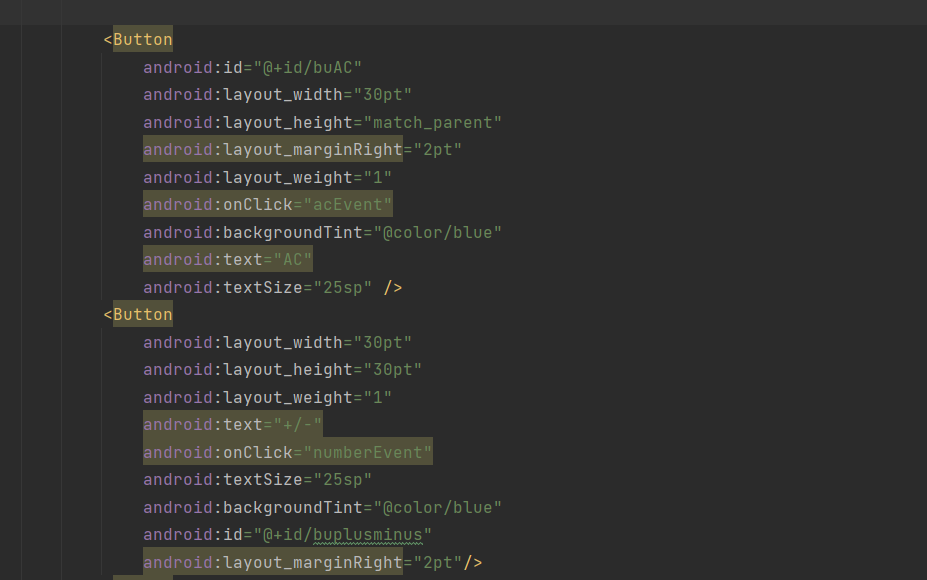 <Button
android:id="@+id/buAC"
android:layout_width="30pt"
android:layout_height="match_parent"
android:layout_marginRight="2pt"
android:layout_weight="1"
android:onClick="acEvent"
android:backgroundTint="@color/blue"
android:text="AC"
android:textSize="25sp" />
<Button
android:layout_width="30pt"
android:layout_height="30pt"
android:layout_weight="1"
android:text="+/-"
android:onClick="numberEvent"
android:textSize="25sp"
android:backgroundTint="@color/blue"
android:id="@+id/buplusminus"
android:layout_marginRight="2pt"/>